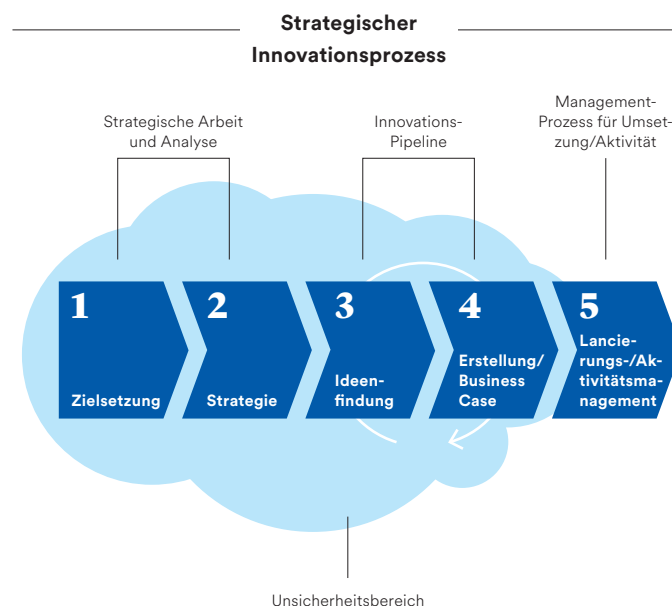 Strategischer
Innovationsprozess
Strategische Arbeit
und Analyse
Innovations-
Pipeline
Management-
Prozess für Umset-
zung/Aktivität
1
Zielsetzung
2
Strategie
3
Ideen-
findung
4
Erstellung/
Business
Case
5
Lancie-
rungs-/Ak-
tivitätsma-
nagement
Unsicherheitsbereich